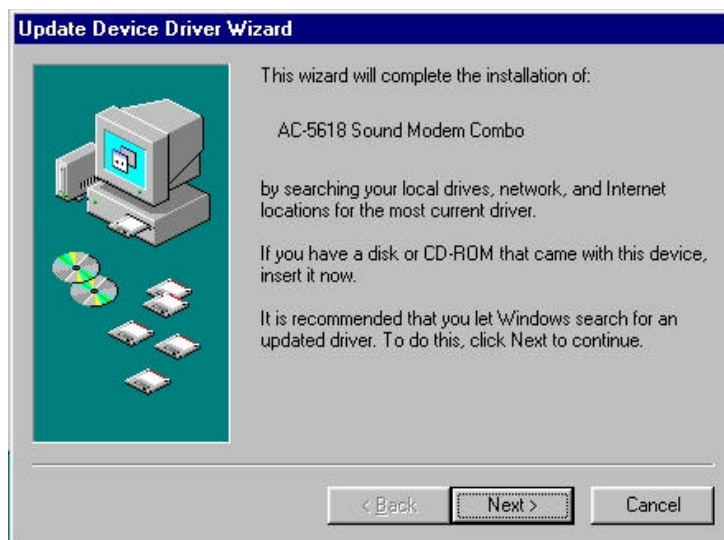 Update Device Driver Wizard
This wizard will complete the installation of:
AC-5618 Sound Modem Combo
by searching your local drives, network, and Internet
locations for the most current driver.
If you have a disk or CD-ROM that came with this device,
insert it now.
It is recommended that you let Windows search for an
updated driver. To do this, click Next to continue.
< Back
Next >
Cancel